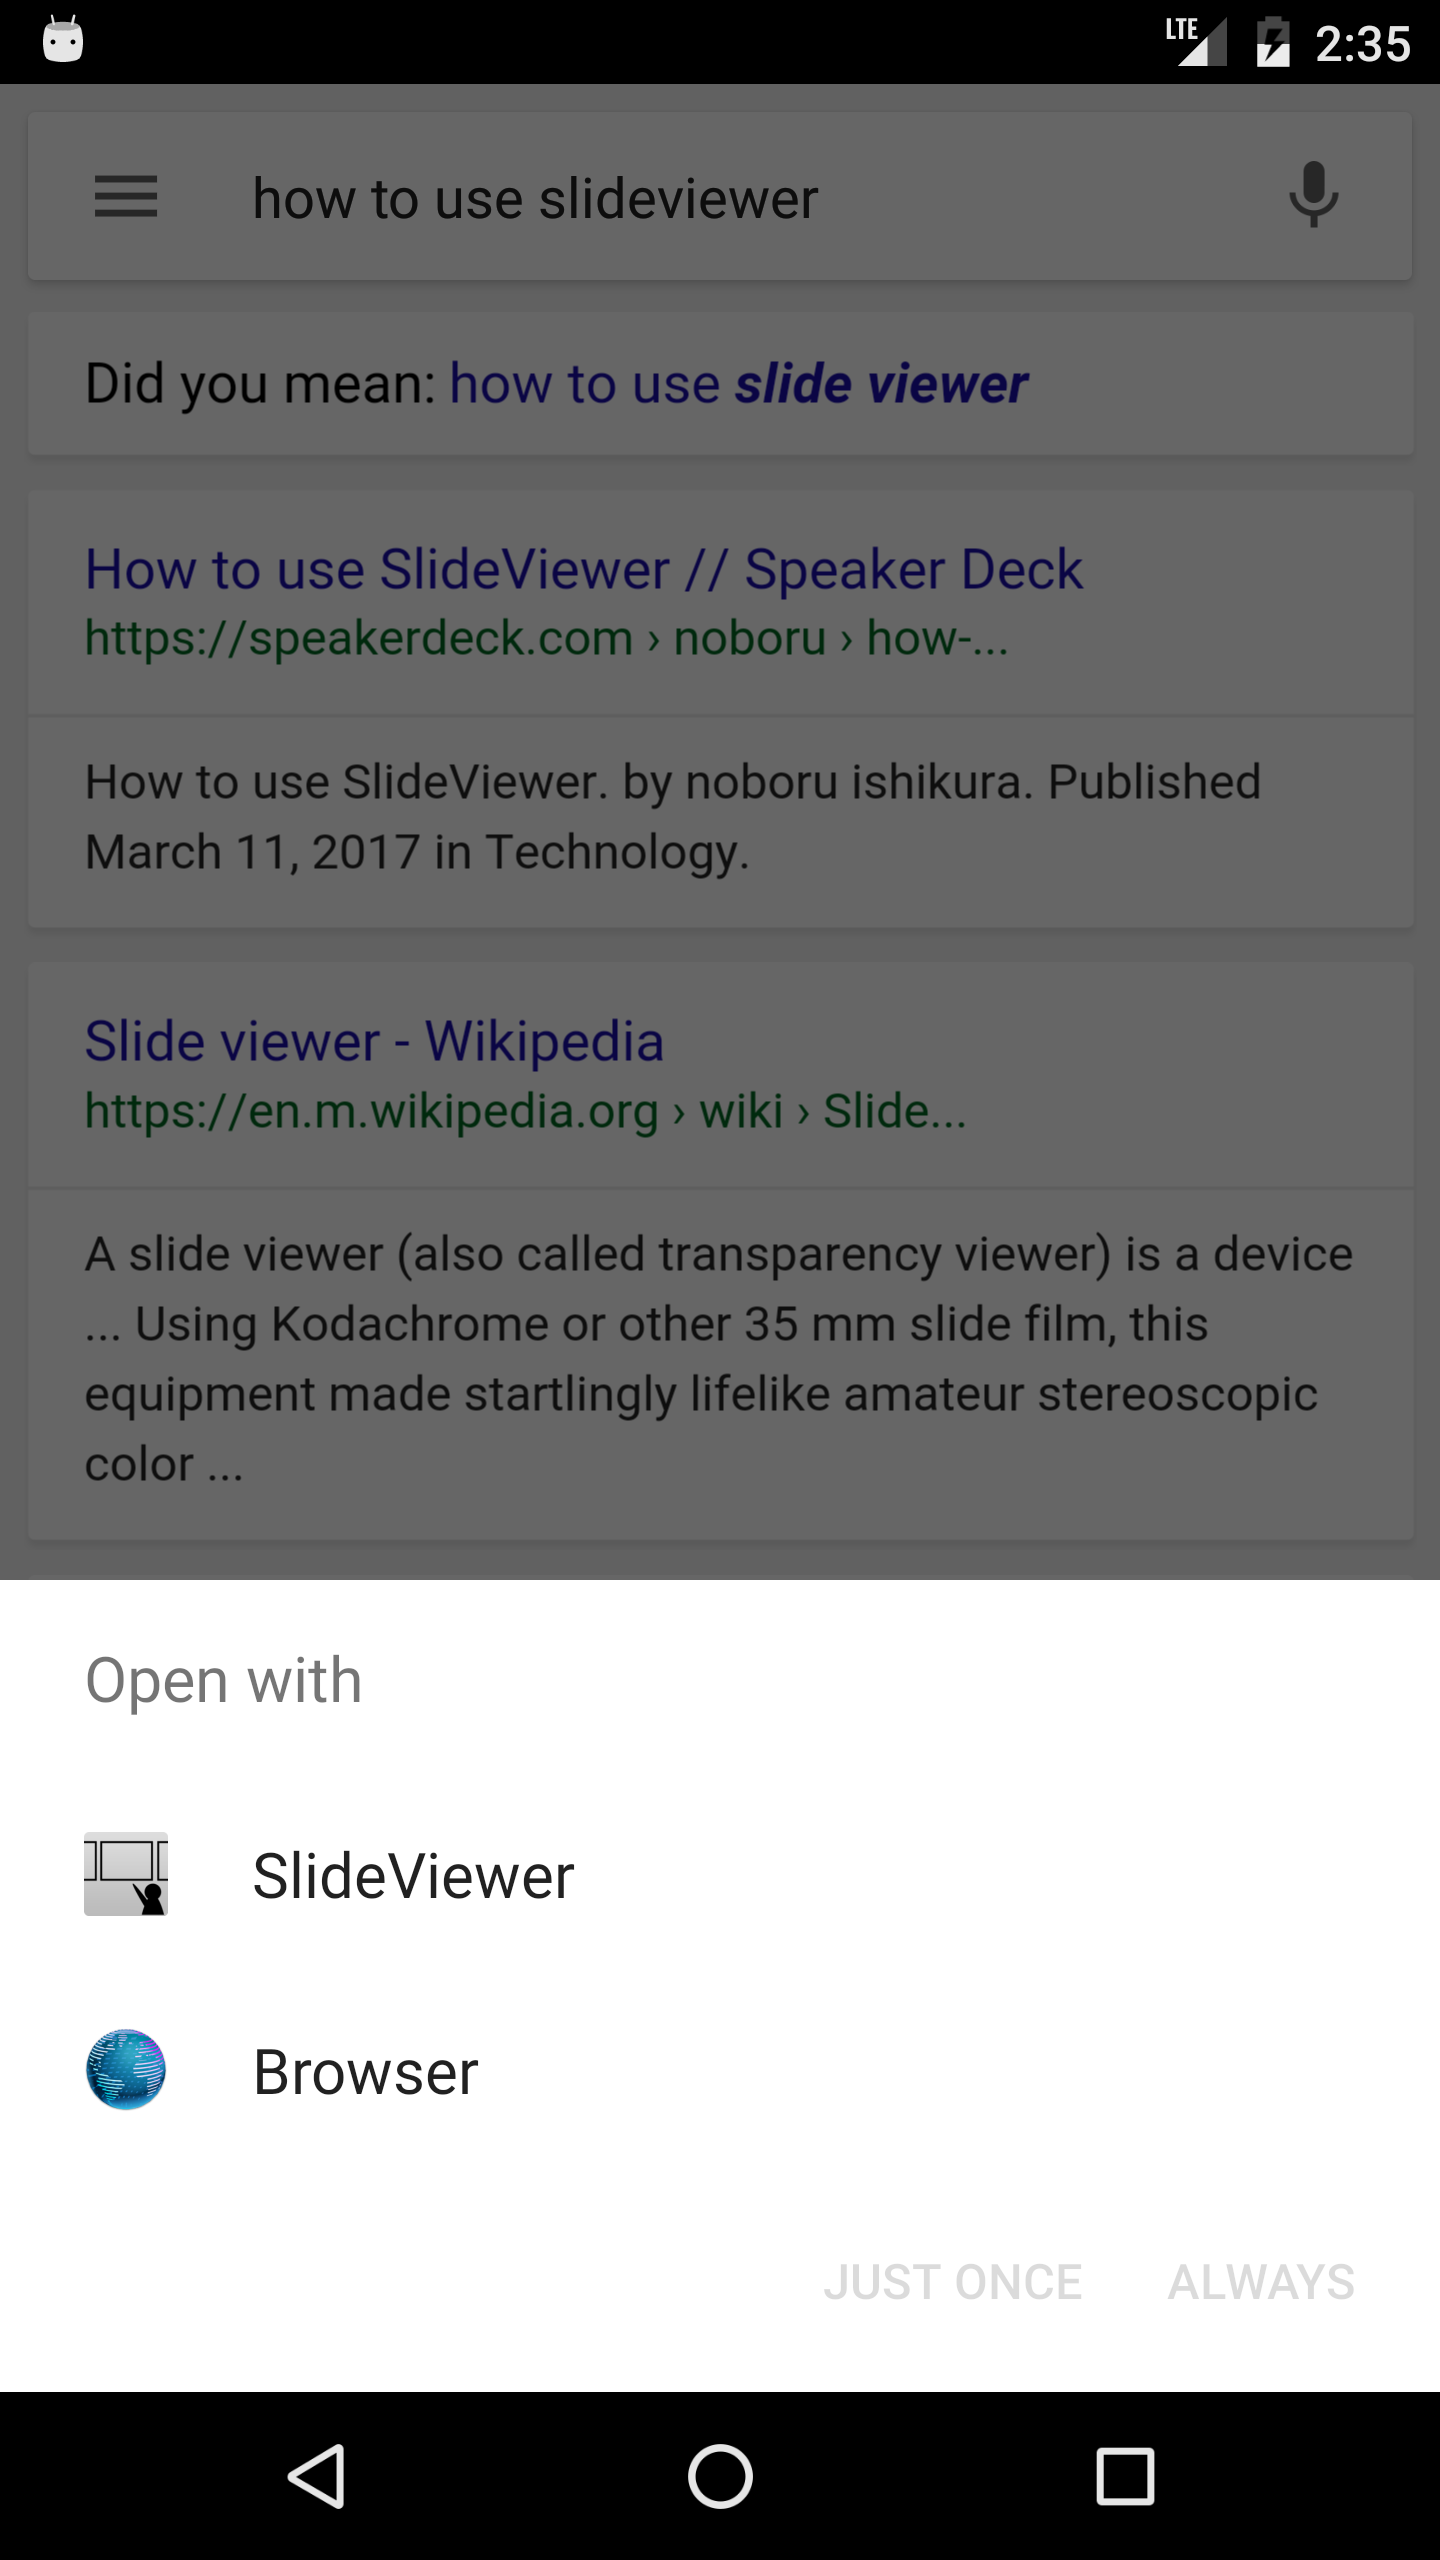 LTE 2:35
how to use slideviewer
Did you mean: how to use slide viewer
How to use SlideViewer // Speaker Deck
https://speakerdeck.com › noboru › how-...
How to use SlideViewer. by noboru ishikura. Published
March 11, 2017 in Technology.
Slide viewer - Wikipedia
https://en.m.wikipedia.org › wiki › Slide...
A slide viewer (also called transparency viewer) is a device
... Using Kodachrome or other 35 mm slide film, this
equipment made startlingly lifelike amateur stereoscopic
color ...
Open with
SlideViewer
Browser
JUST ONCE ALWAYS